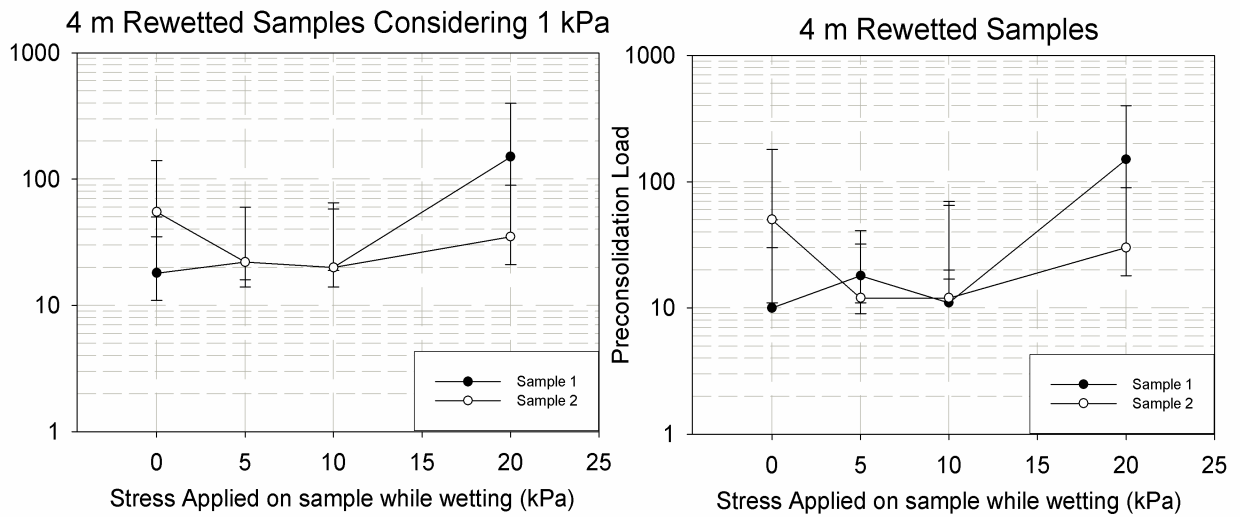 4 m Rewetted Samples Considering 1 kPa
1000
100
10
1
0 5 10 15 20 25
Stress Applied on sample while wetting (kPa)
Sample 1
Sample 2
4 m Rewetted Samples
Preconsolidation Load
1000
100
10
1
0 5 10 15 20 25
Stress Applied on sample while wetting (kPa)
Sample 1
Sample 2